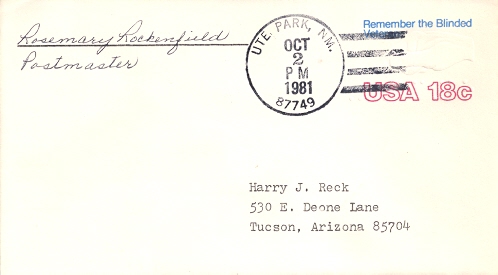 Rosemary Rockenfield
Postmaster
UTE PARK, NM.
OCT
2
PM
1981
87749
Remember the Blinded
Veteran
USA 18c
Harry J. Reck
530 E. Deone Lane
Tucson, Arizona 85704